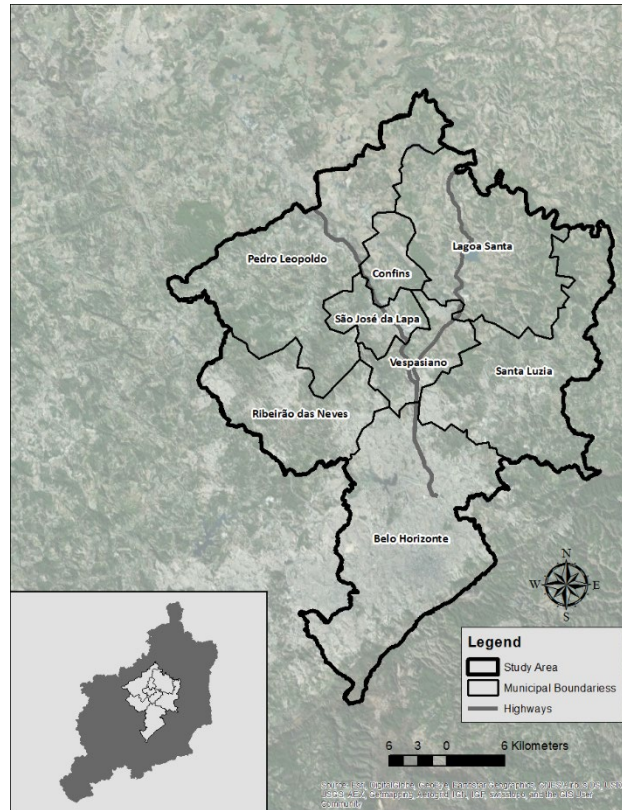 Lagoa Santa
Pedro Leopoldo
Confins
São José da Lapa
Vespasiano
Santa Luzia
Ribeirão das Neves
Belo Horizonte
N
W E
S
Legend
Study Area
Municipal Boundariess
Highways
6 3 0 6 Kilometers
Community